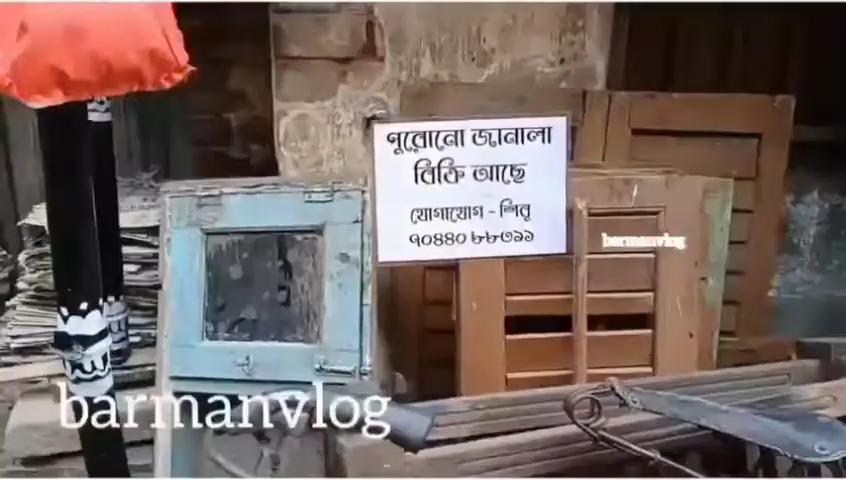 পুরোনো জানালা
বিক্রি আছে
যোগাযোগ - শিবু
৭০৪৪০ ৮৮৩৯১
barmanvlog
barmanvlog